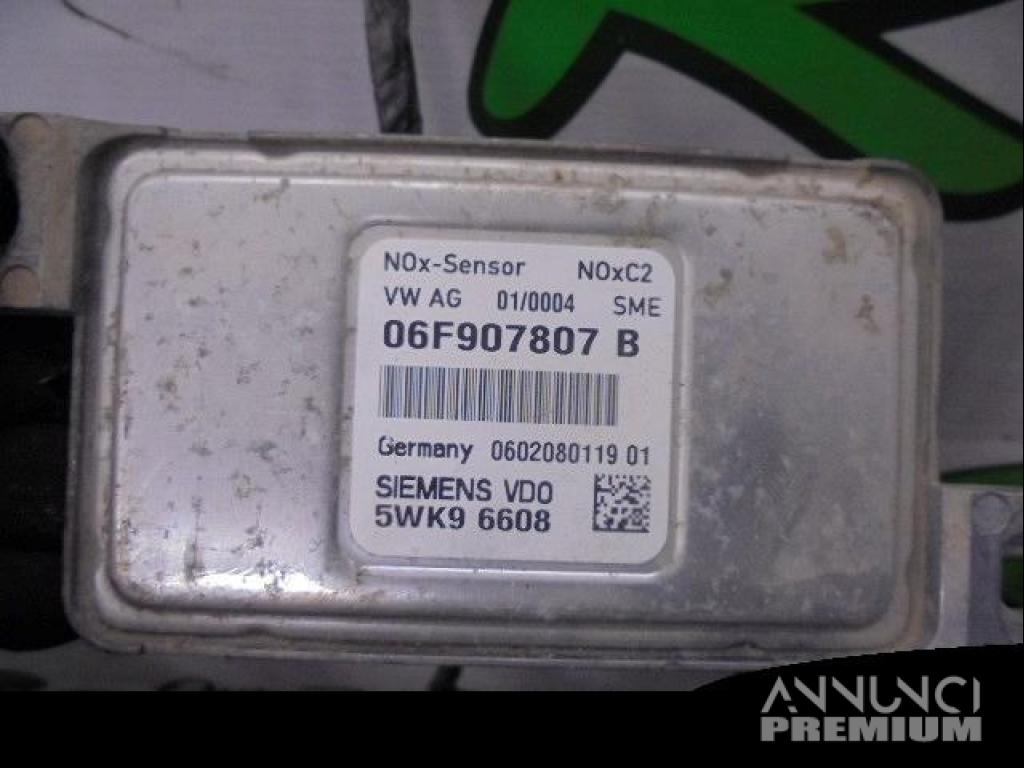 NOx-Sensor NOxC2
VW AG 01/0004 SME
06F907807 B
Germany 0602080119 01
SIEMENS VDO
5WK9 6608
ANNUNCI
PREMIUM